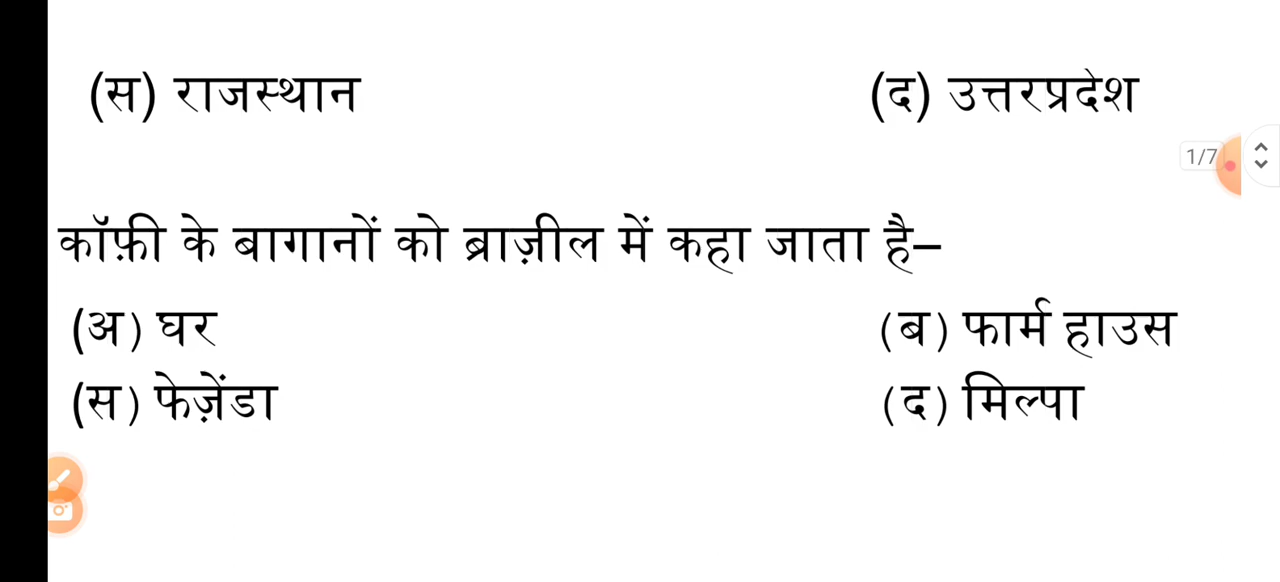 (स) राजस्थान (द) उत्तरप्रदेश
1/7
कॉफ़ी के बागानों को ब्राज़ील में कहा जाता है–
(अ) घर (ब) फार्म हाउस
(स) फेज़ेंडा (द) मिल्पा